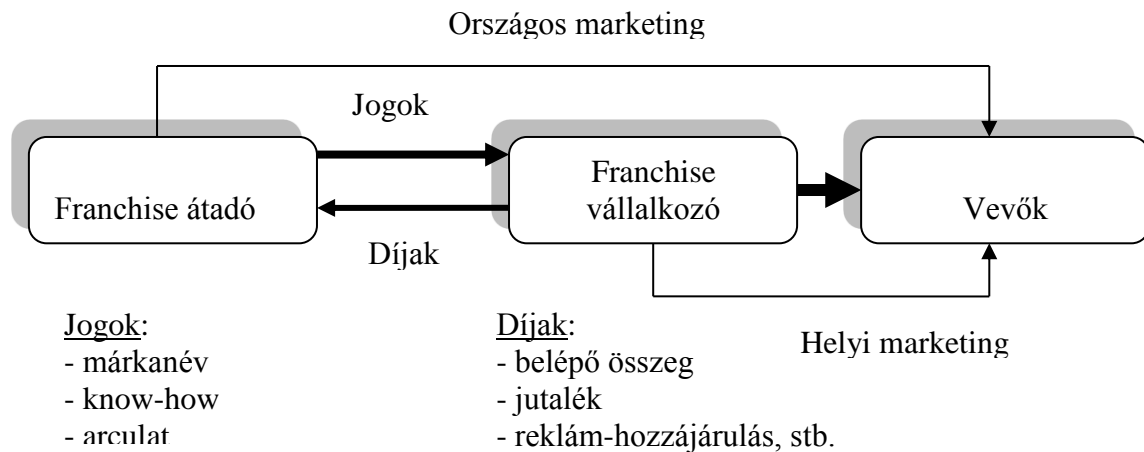 Országos marketing
Jogok
Franchise átadó
Franchise
vállalkozó
Vevők
Díjak
Helyi marketing
Jogok:
- márkanév
- know-how
- arculat
Díjak:
- belépő összeg
- jutalék
- reklám-hozzájárulás, stb.